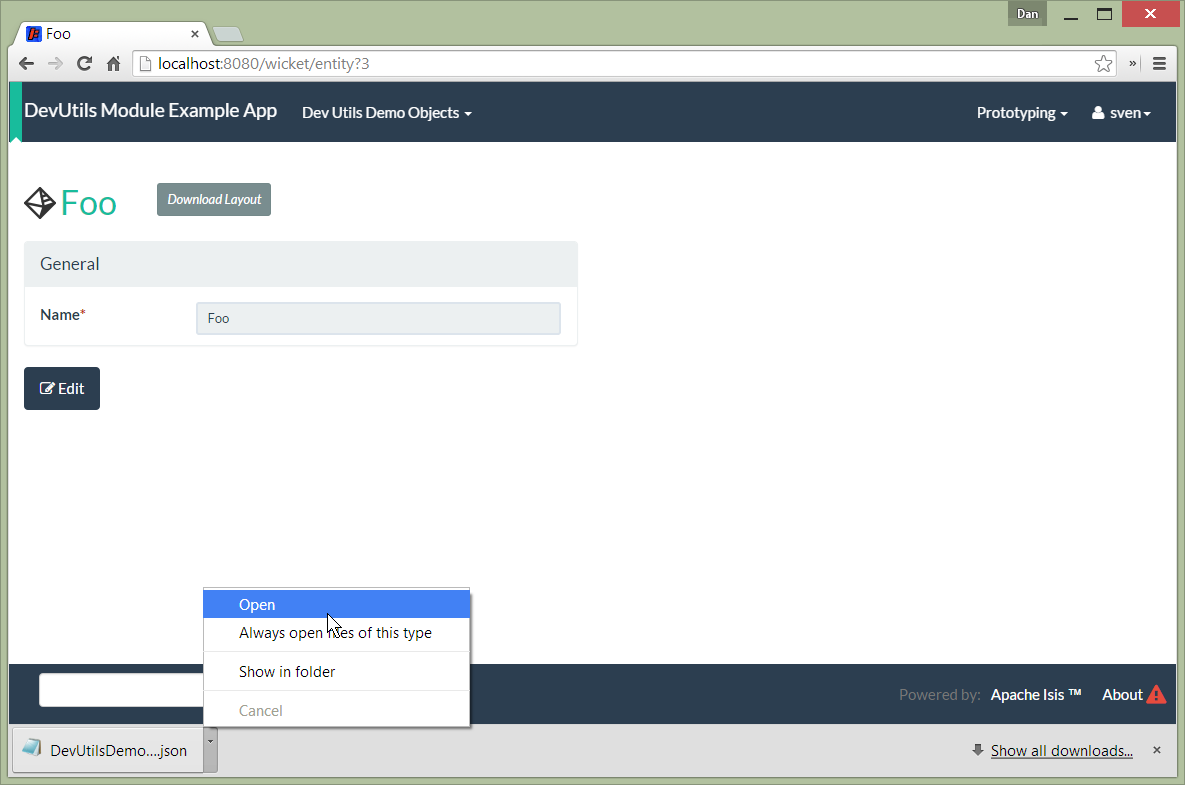 Dan
Foo
localhost:8080/wicket/entity?3
»
DevUtils Module Example App Dev Utils Demo Objects Prototyping sven
Foo Download Layout
General
Name* Foo
Edit
Open
Always open files of this type
Show in folder
Cancel
Powered by: Apache Isis ™ About
DevUtilsDemo....json Show all downloads...